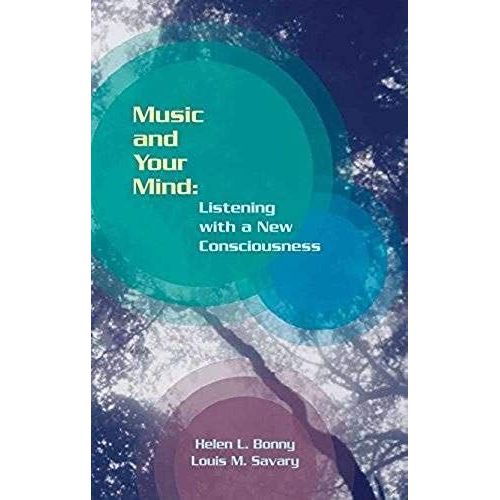 Music
and
Your
Mind:
Listening
with a New
Consciousness
Helen L. Bonny
Louis M. Savary